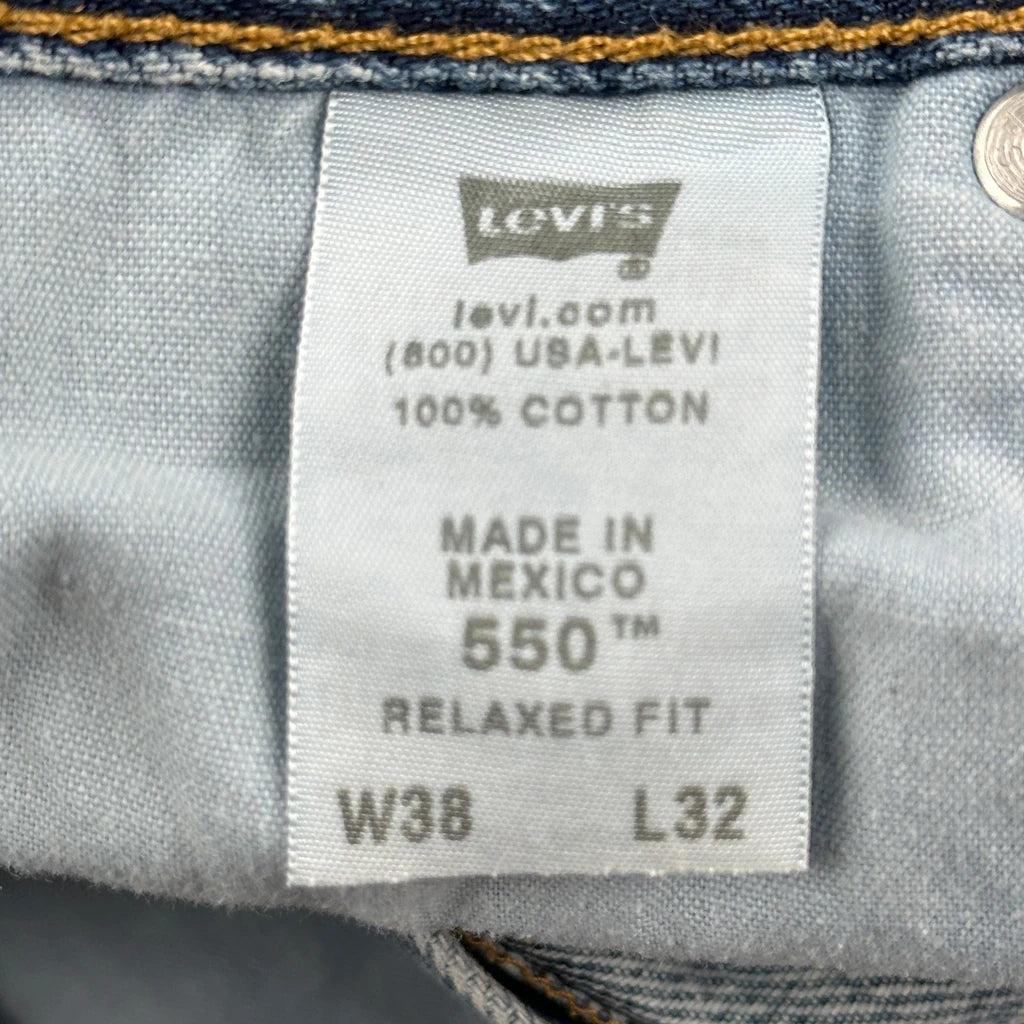 LEVI'S
®
levi.com
(800) USA-LEVI
100% COTTON
MADE IN
MEXICO
550™
RELAXED FIT
W38 L32